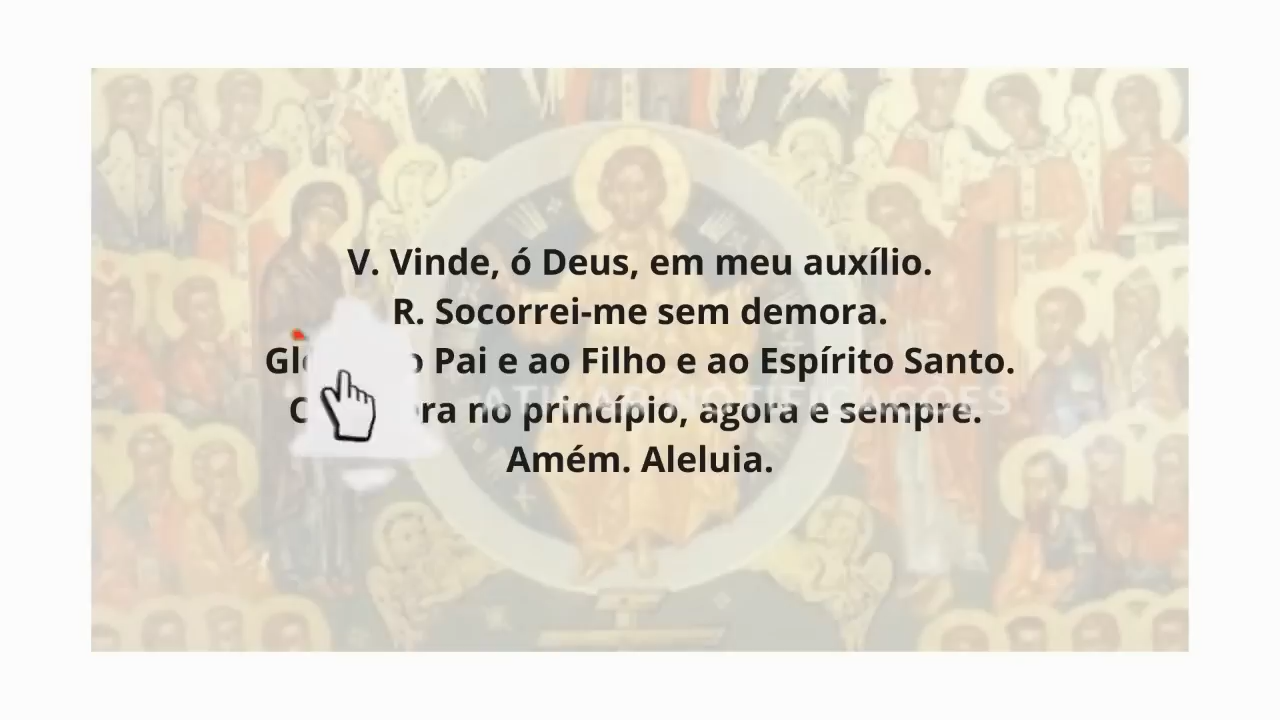 V. Vinde, ó Deus, em meu auxílio.
R. Socorrei-me sem demora.
Pai e ao Filho e ao Espírito Santo.
no princípio, agora e sempre.
Amém. Aleluia.